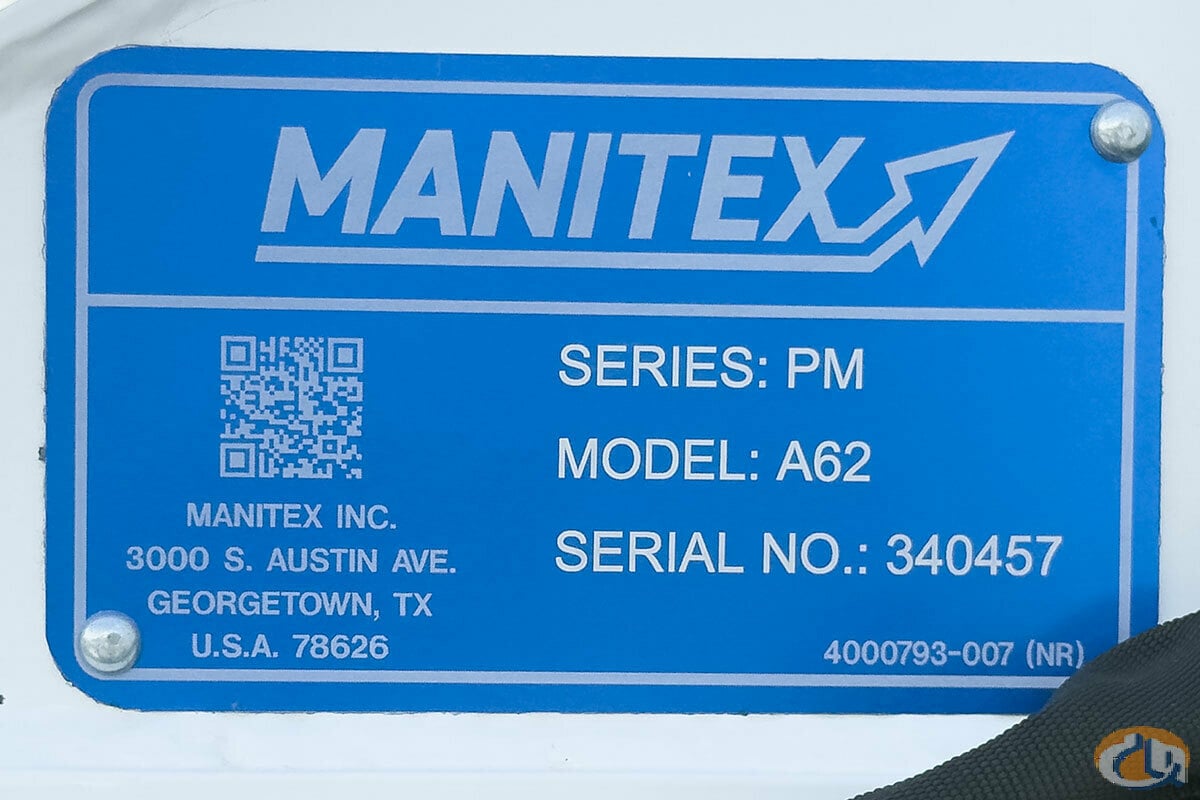 MANITEX
SERIES: PM
MODEL: A62
SERIAL NO.: 340457
MANITEX INC.
3000 S. AUSTIN AVE.
GEORGETOWN, TX
U.S.A. 78626
4000793-007 (NR)